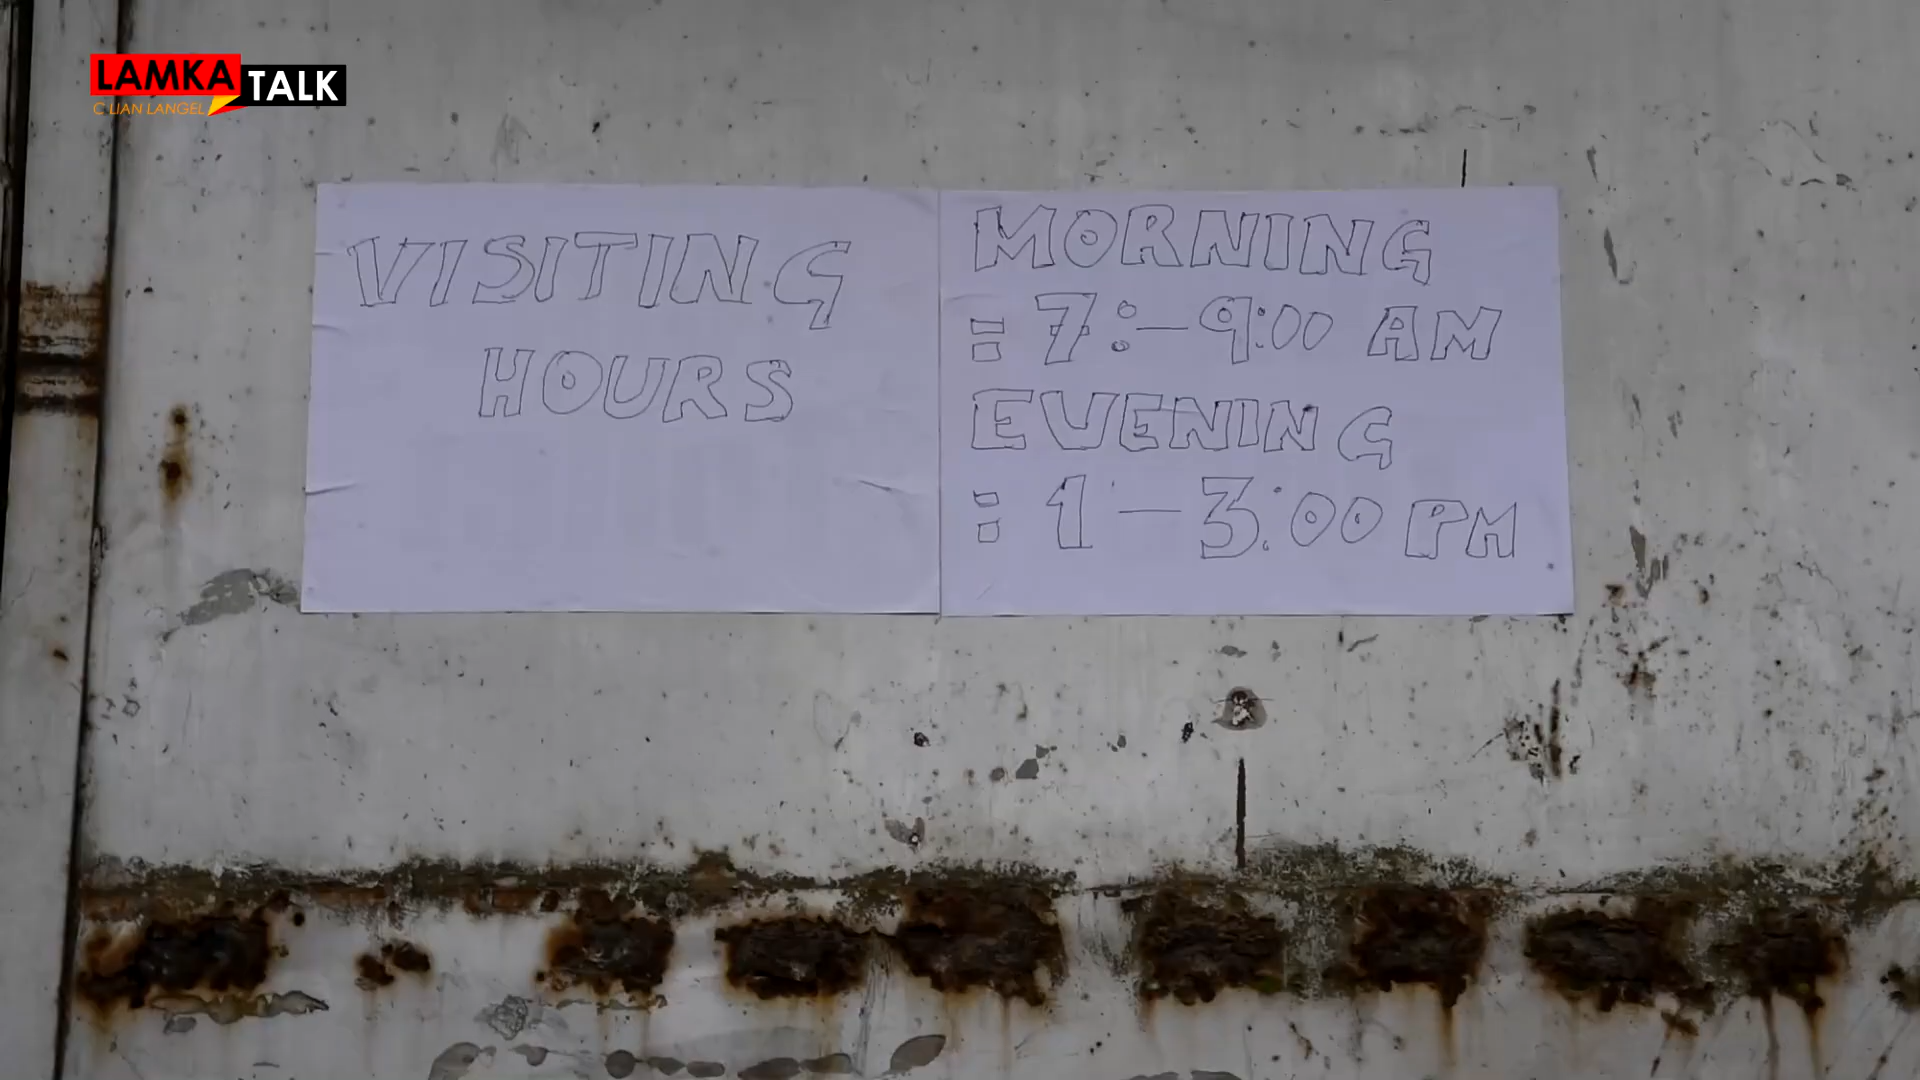 LAMKA TALK
C LIAN LANGEL
VISITING
HOURS
MORNING
: 7:—9:00 AM
EVENING
: 1 — 3:00 PM